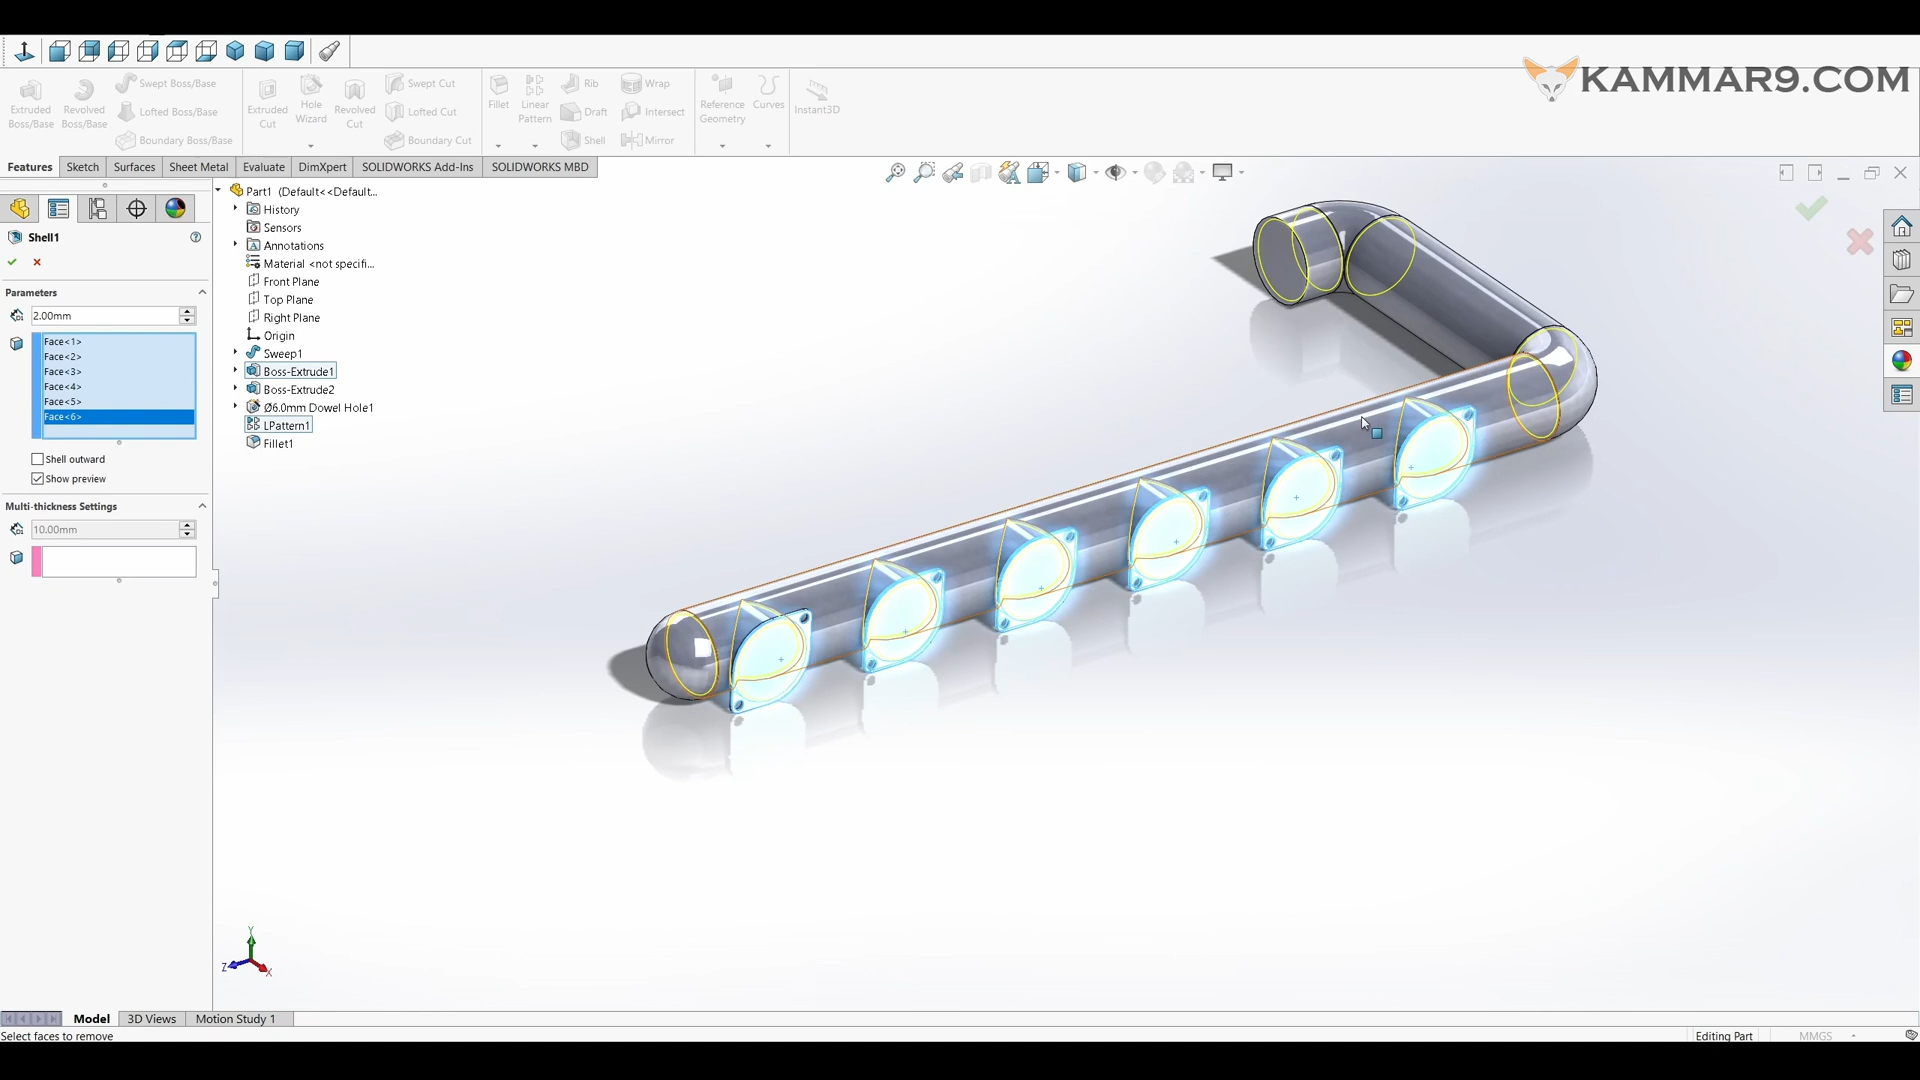 KAMMAR9.COM
Extruded Boss/Base
Revolved Boss/Base
Swept Boss/Base
Lofted Boss/Base
Boundary Boss/Base
Extruded Cut
Hole Wizard
Revolved Cut
Swept Cut
Lofted Cut
Boundary Cut
Fillet
Linear Pattern
Rib
Draft
Shell
Wrap
Intersect
Mirror
Reference Geometry
Curves
Instant3D
Features
Sketch
Surfaces
Sheet Metal
Evaluate
DimXpert
SOLIDWORKS Add-Ins
SOLIDWORKS MBD
Shell1
Parameters
2.00mm
Face<1>
Face<2>
Face<3>
Face<4>
Face<5>
Face<6>
Shell outward
Show preview
Multi-thickness Settings
10.00mm
Part1 (Default<<Default...
History
Sensors
Annotations
Material <not specifi...
Front Plane
Top Plane
Right Plane
Origin
Sweep1
Boss-Extrude1
Boss-Extrude2
Ø6.0mm Dowel Hole1
LPattern1
Fillet1
Y
Z
X
Model
3D Views
Motion Study 1
Select faces to remove
Editing Part
MMGS